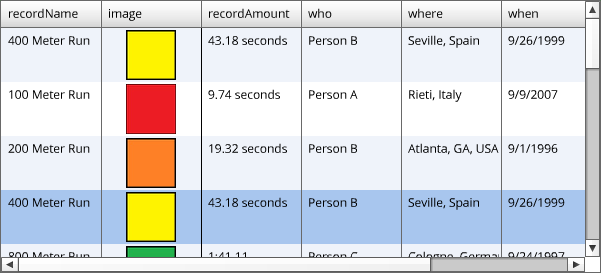 recordName image recordAmount who where when
400 Meter Run 43.18 seconds Person B Seville, Spain 9/26/1999
100 Meter Run 9.74 seconds Person A Rieti, Italy 9/9/2007
200 Meter Run 19.32 seconds Person B Atlanta, GA, USA 9/1/1996
400 Meter Run 43.18 seconds Person B Seville, Spain 9/26/1999
800 Meter Run 1:41.11 Person C Cologne, Germa 9/24/1997